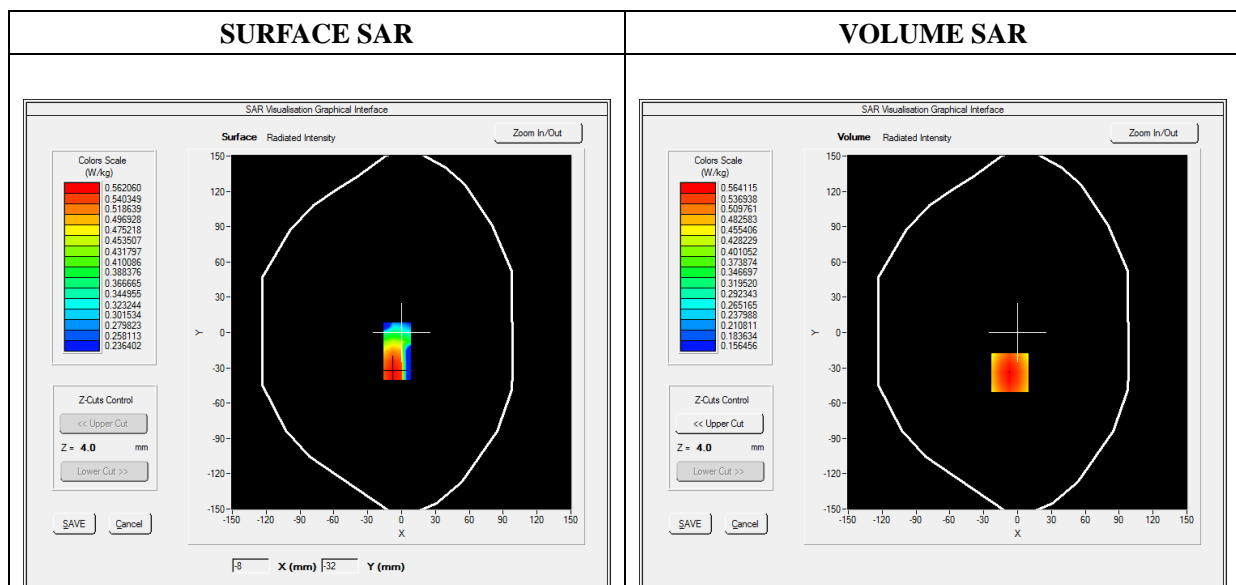 SURFACE SAR
VOLUME SAR
SAR Visualisation Graphical Interface
Surface Radiated Intensity
Zoom In/Out
Colors Scale
(W/kg)
0.562060
0.540349
0.518639
0.496928
0.475218
0.453507
0.431797
0.410086
0.388376
0.366665
0.344955
0.323244
0.301534
0.279823
0.258113
0.236402
Z-Cuts Control
<< Upper Cut
Z = 4.0 mm
Lower Cut >>
SAVE Cancel
150
120
90
60
30
0
-30
-60
-90
-120
-150
Y
-150 -120 -90 -60 -30 0 30 60 90 120 150
X
-8 X (mm) -32 Y (mm)
SAR Visualisation Graphical Interface
Volume Radiated Intensity
Zoom In/Out
Colors Scale
(W/kg)
0.564115
0.536938
0.509761
0.482583
0.455406
0.428229
0.401052
0.373874
0.346697
0.319520
0.292343
0.265165
0.237988
0.210811
0.183634
0.156456
Z-Cuts Control
<< Upper Cut
Z = 4.0 mm
Lower Cut >>
SAVE Cancel
150
120
90
60
30
0
-30
-60
-90
-120
-150
Y
-150 -120 -90 -60 -30 0 30 60 90 120 150
X